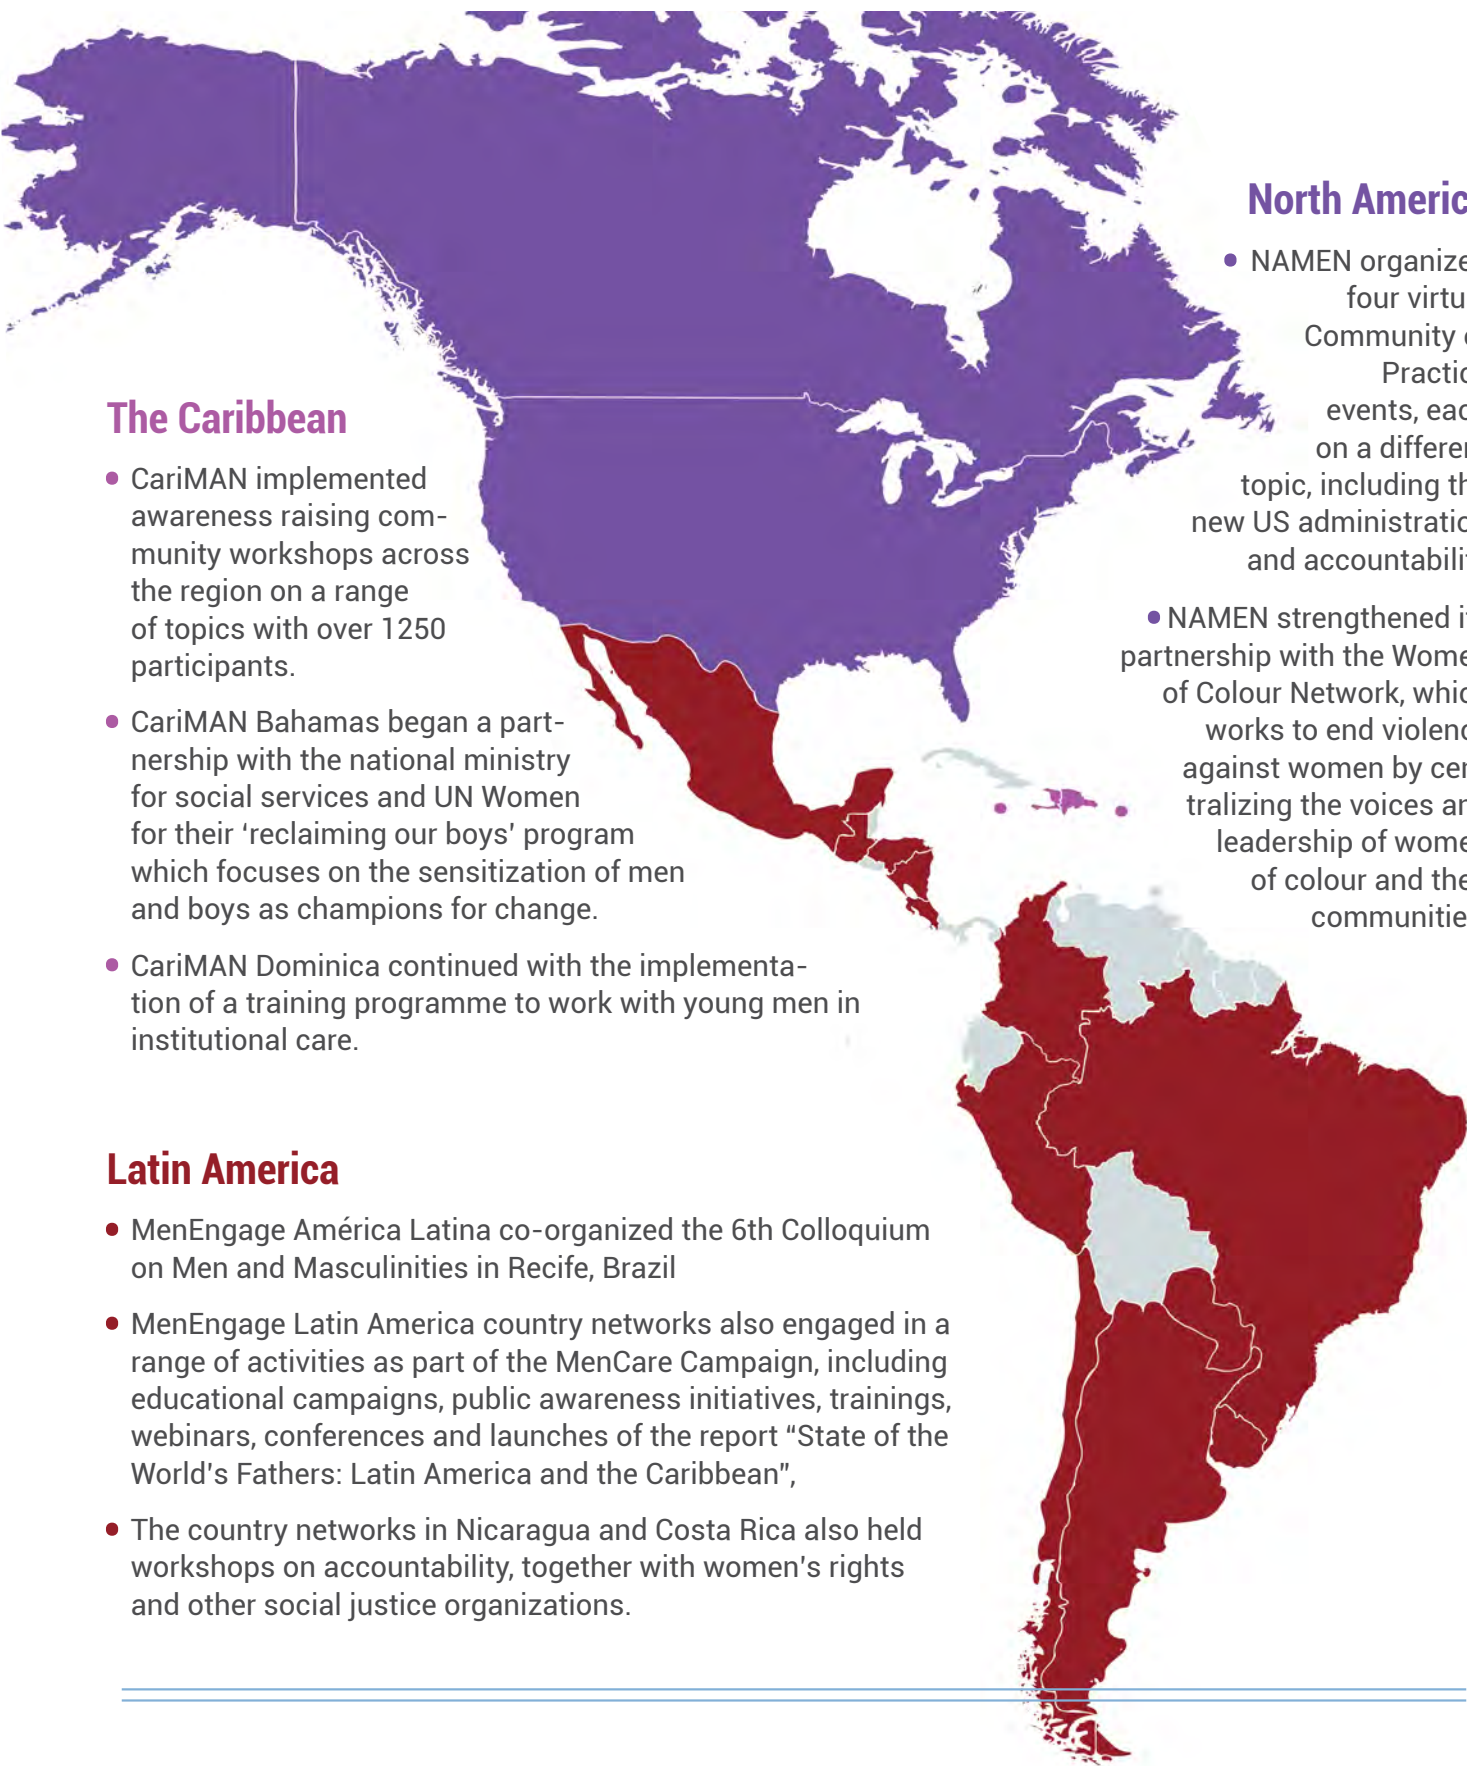 North Americ
NAMEN organize
four virtu
Community
Practic
events, eac
on a differe
topic, including th
new US administratio
and accountabili
NAMEN strengthened i
partnership with the Wome
of Colour Network, whic
works to end violenc
against women by cen
tralizing the voices an
leadership of wome
of colour and the
communitie
The Caribbean
• CariMAN implemented
awareness raising com-
munity workshops across
the region on a range
of topics with over 1250
participants.
• CariMAN Bahamas began a part-
nership with the national ministry
for social services and UN Women
for their ‘reclaiming our boys’ program
which focuses on the sensitization of men
and boys as champions for change.
• CariMAN Dominica continued with the implementa-
tion of a training programme to work with young men in
institutional care.
Latin America
• MenEngage América Latina co-organized the 6th Colloquium
on Men and Masculinities in Recife, Brazil
• MenEngage Latin America country networks also engaged in a
range of activities as part of the MenCare Campaign, including
educational campaigns, public awareness initiatives, trainings,
webinars, conferences and launches of the report “State of the
World's Fathers: Latin America and the Caribbean”,
• The country networks in Nicaragua and Costa Rica also held
workshops on accountability, together with women's rights
and other social justice organizations.